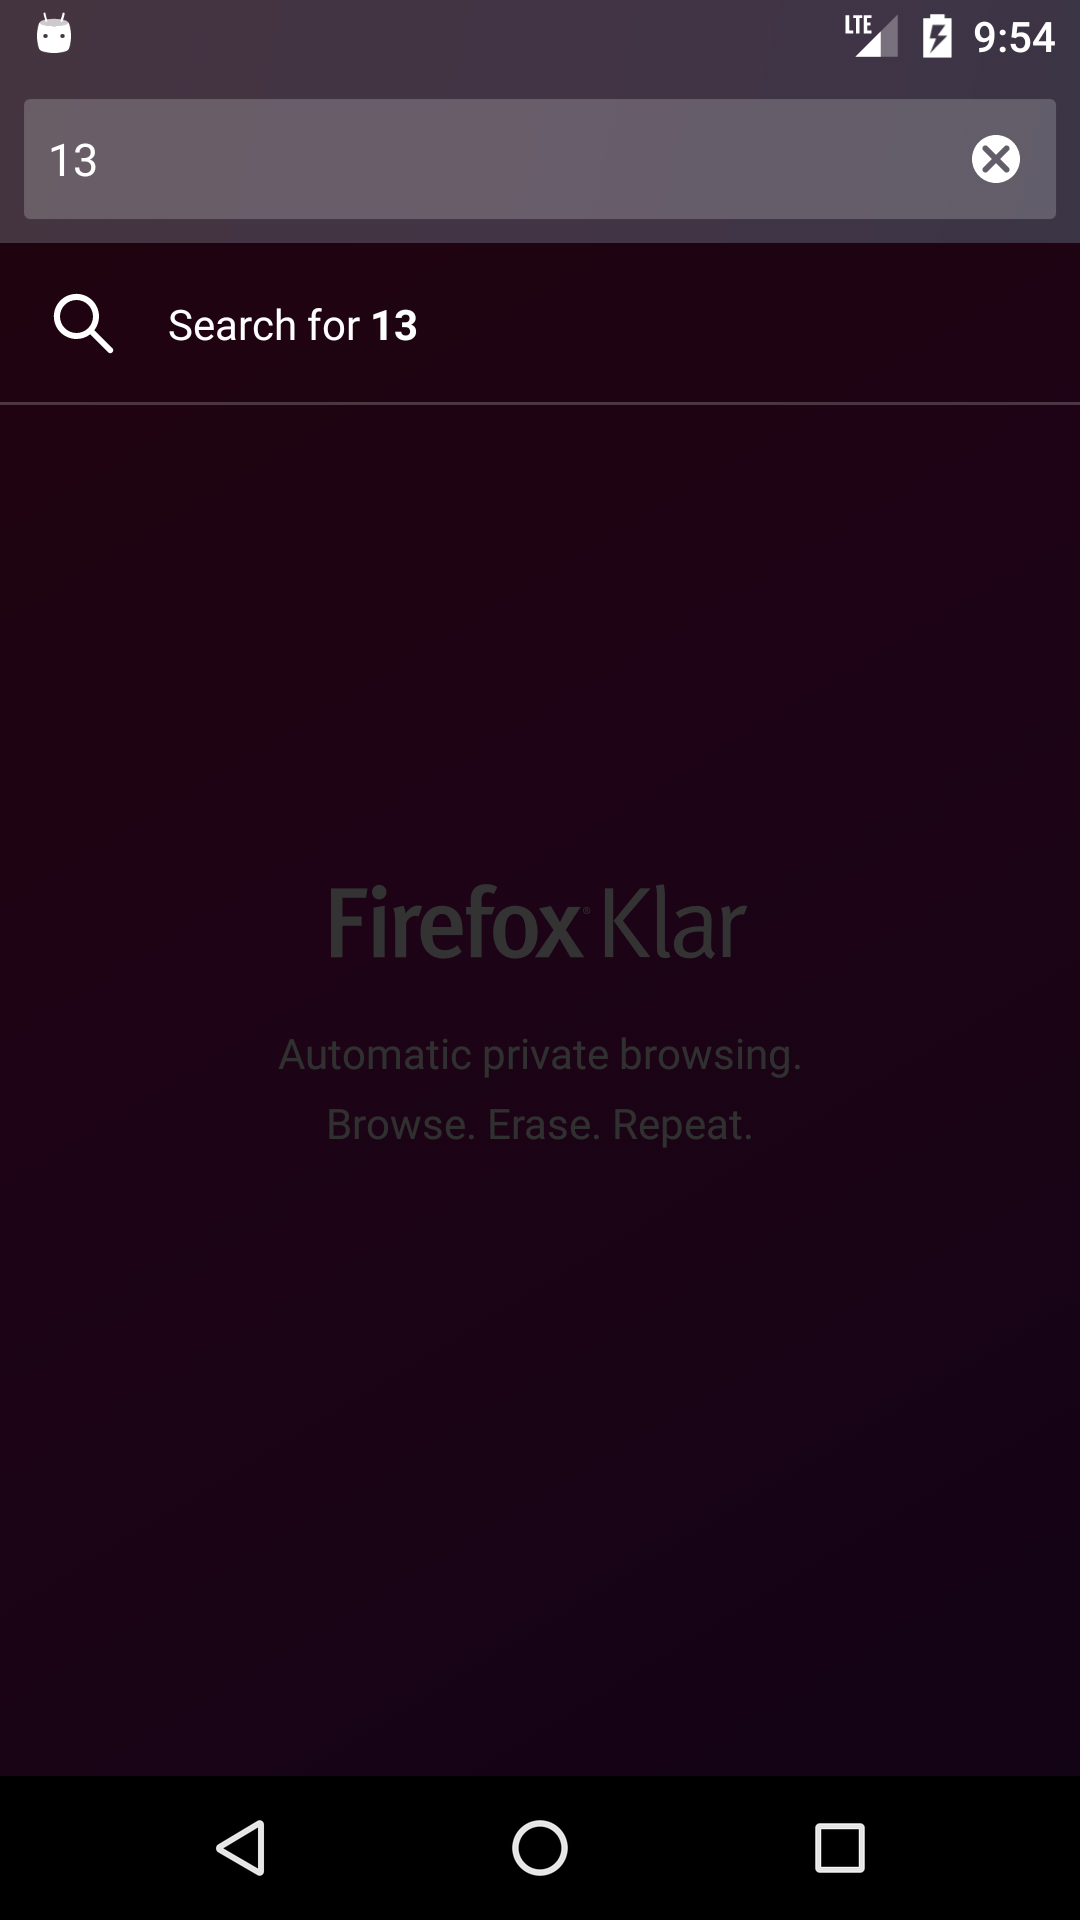 LTE 9:54
13
Search for 13
Firefox® Klar
Automatic private browsing.
Browse. Erase. Repeat.